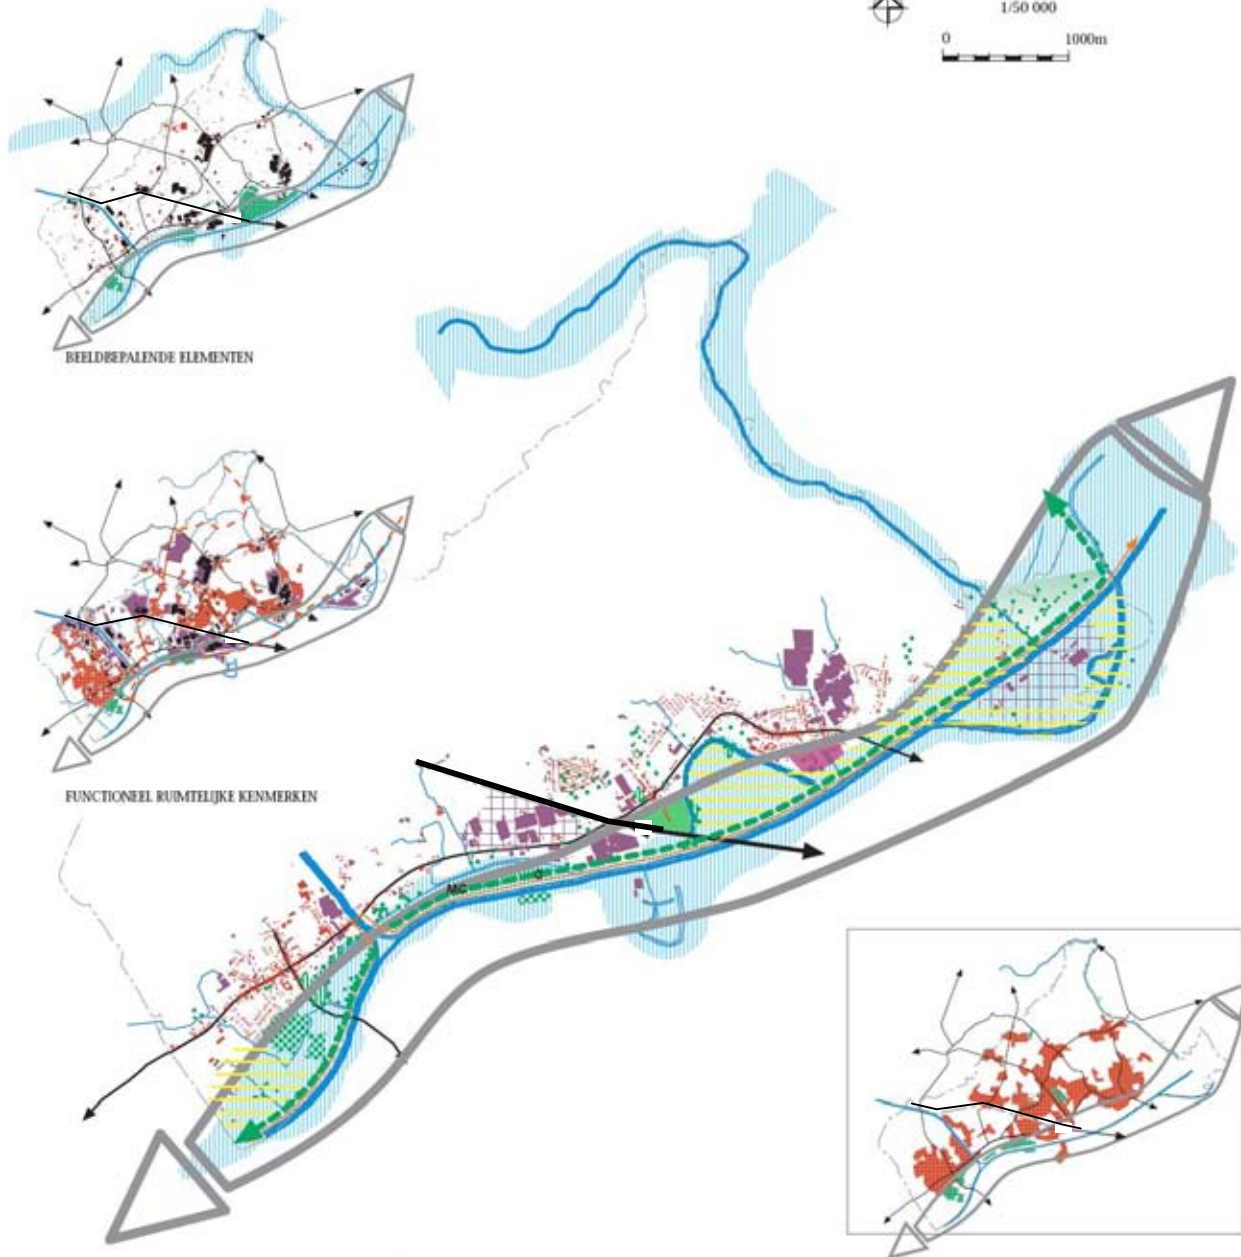 1/50 000
0 1000m
BEELDBEPALENDE ELEMENTEN
FUNCTIONEEL RUIMTELIJKE KENMERKEN
MC